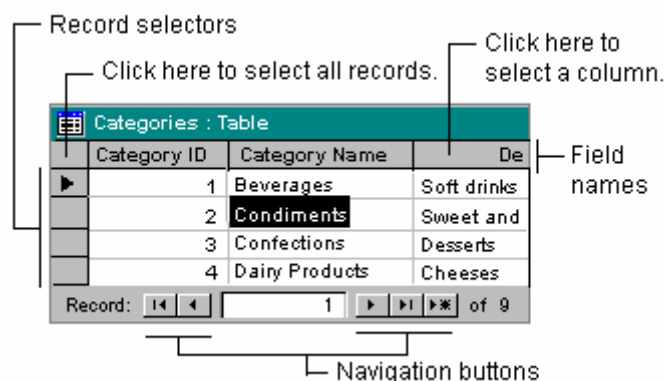 Record selectors
Click here to select all records.
Click here to
select a column.
Categories : Table
Category ID Category Name De
Field
names
1 Beverages Soft drinks
2 Condiments Sweet and
3 Confections Desserts
4 Dairy Products Cheeses
Record: 1 of 9
Navigation buttons